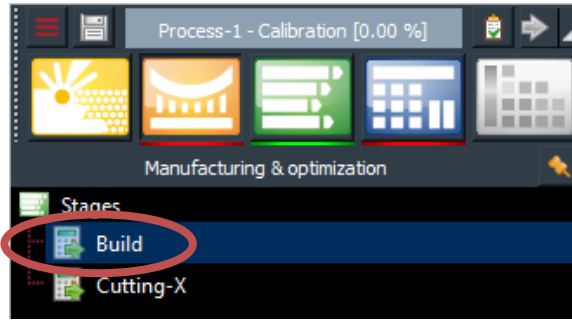 Process-1 - Calibration [0.00 %]
Manufacturing & optimization
Stages
Build
Cutting-X